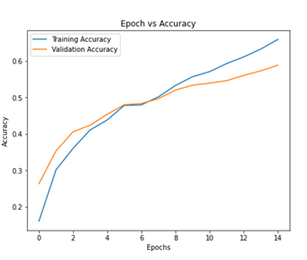 Epoch vs Accuracy
Training Accuracy
Validation Accuracy
0.6
0.5
0.4
0.3
0.2
Accuracy
0 2 4 6 8 10 12 14
Epochs